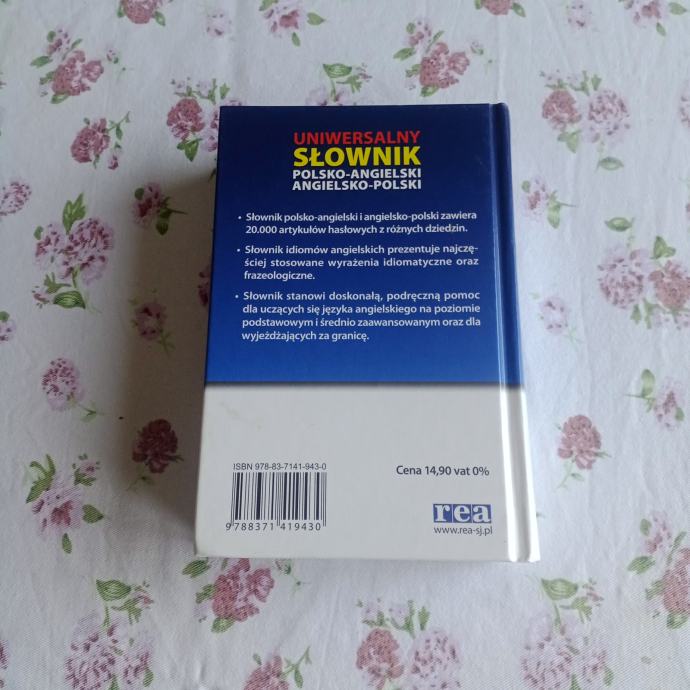 UNIWERSALNY
SŁOWNIK
POLSKO-ANGIELSKI
ANGIELSKO-POLSKI
• Słownik polsko-angielski i angielsko-polski zawiera
20.000 artykułów hasłowych z różnych dziedzin.
• Słownik idiomów angielskich prezentuje najczę-
ściej stosowane wyrażenia idiomatyczne oraz
frazeologiczne.
• Słownik stanowi doskonałą, podręczną pomoc
dla uczących się języka angielskiego na poziomie
podstawowym i średnio zaawansowanym oraz dla
wyjeżdżających za granicę.
ISBN 978-83-7141-943-0
9788371419430
Cena 14,90 vat 0%
rea
www.rea-sj.pl